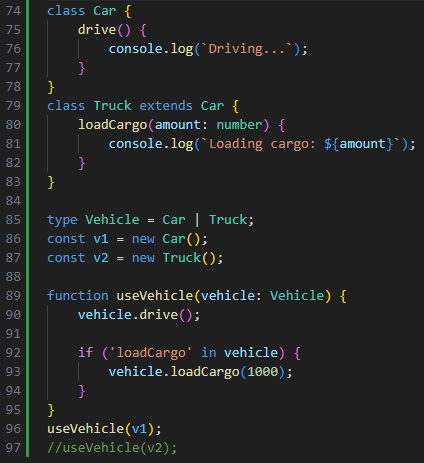 74 class Car {
75     drive() {
76         console.log(`Driving...`);
77     }
78 }
79 class Truck extends Car {
80     loadCargo(amount: number) {
81         console.log(`Loading cargo: ${amount}`);
82     }
83 }
84
85 type Vehicle = Car | Truck;
86 const v1 = new Car();
87 const v2 = new Truck();
88
89 function useVehicle(vehicle: Vehicle) {
90     vehicle.drive();
91
92     if ('loadCargo' in vehicle) {
93         vehicle.loadCargo(1000);
94     }
95 }
96 useVehicle(v1);
97 //useVehicle(v2);